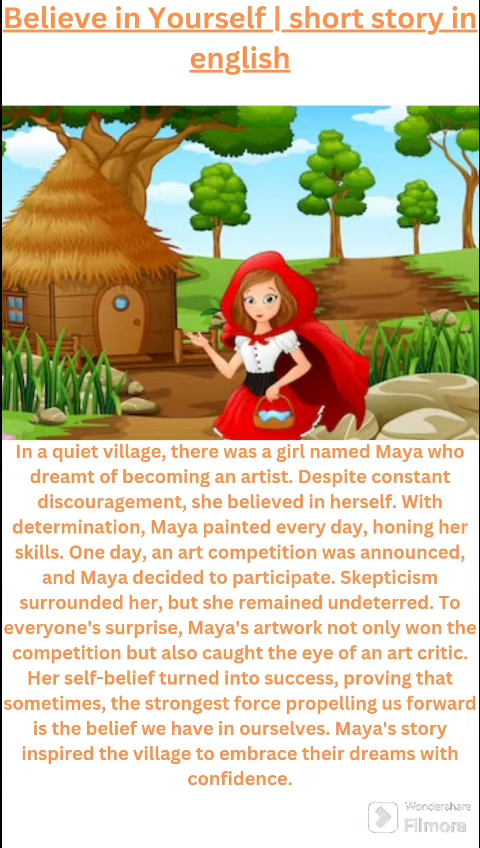 Believe in Yourself | short story in
english
In a quiet village, there was a girl named Maya who
dreamt of becoming an artist. Despite constant
discouragement, she believed in herself. With
determination, Maya painted every day, honing her
skills. One day, an art competition was announced,
and Maya decided to participate. Skepticism
surrounded her, but she remained undeterred. To
everyone's surprise, Maya's artwork not only won the
competition but also caught the eye of an art critic.
Her self-belief turned into success, proving that
sometimes, the strongest force propelling us forward
is the belief we have in ourselves. Maya's story
inspired the village to embrace their dreams with
confidence.
Wondershare
Filmora